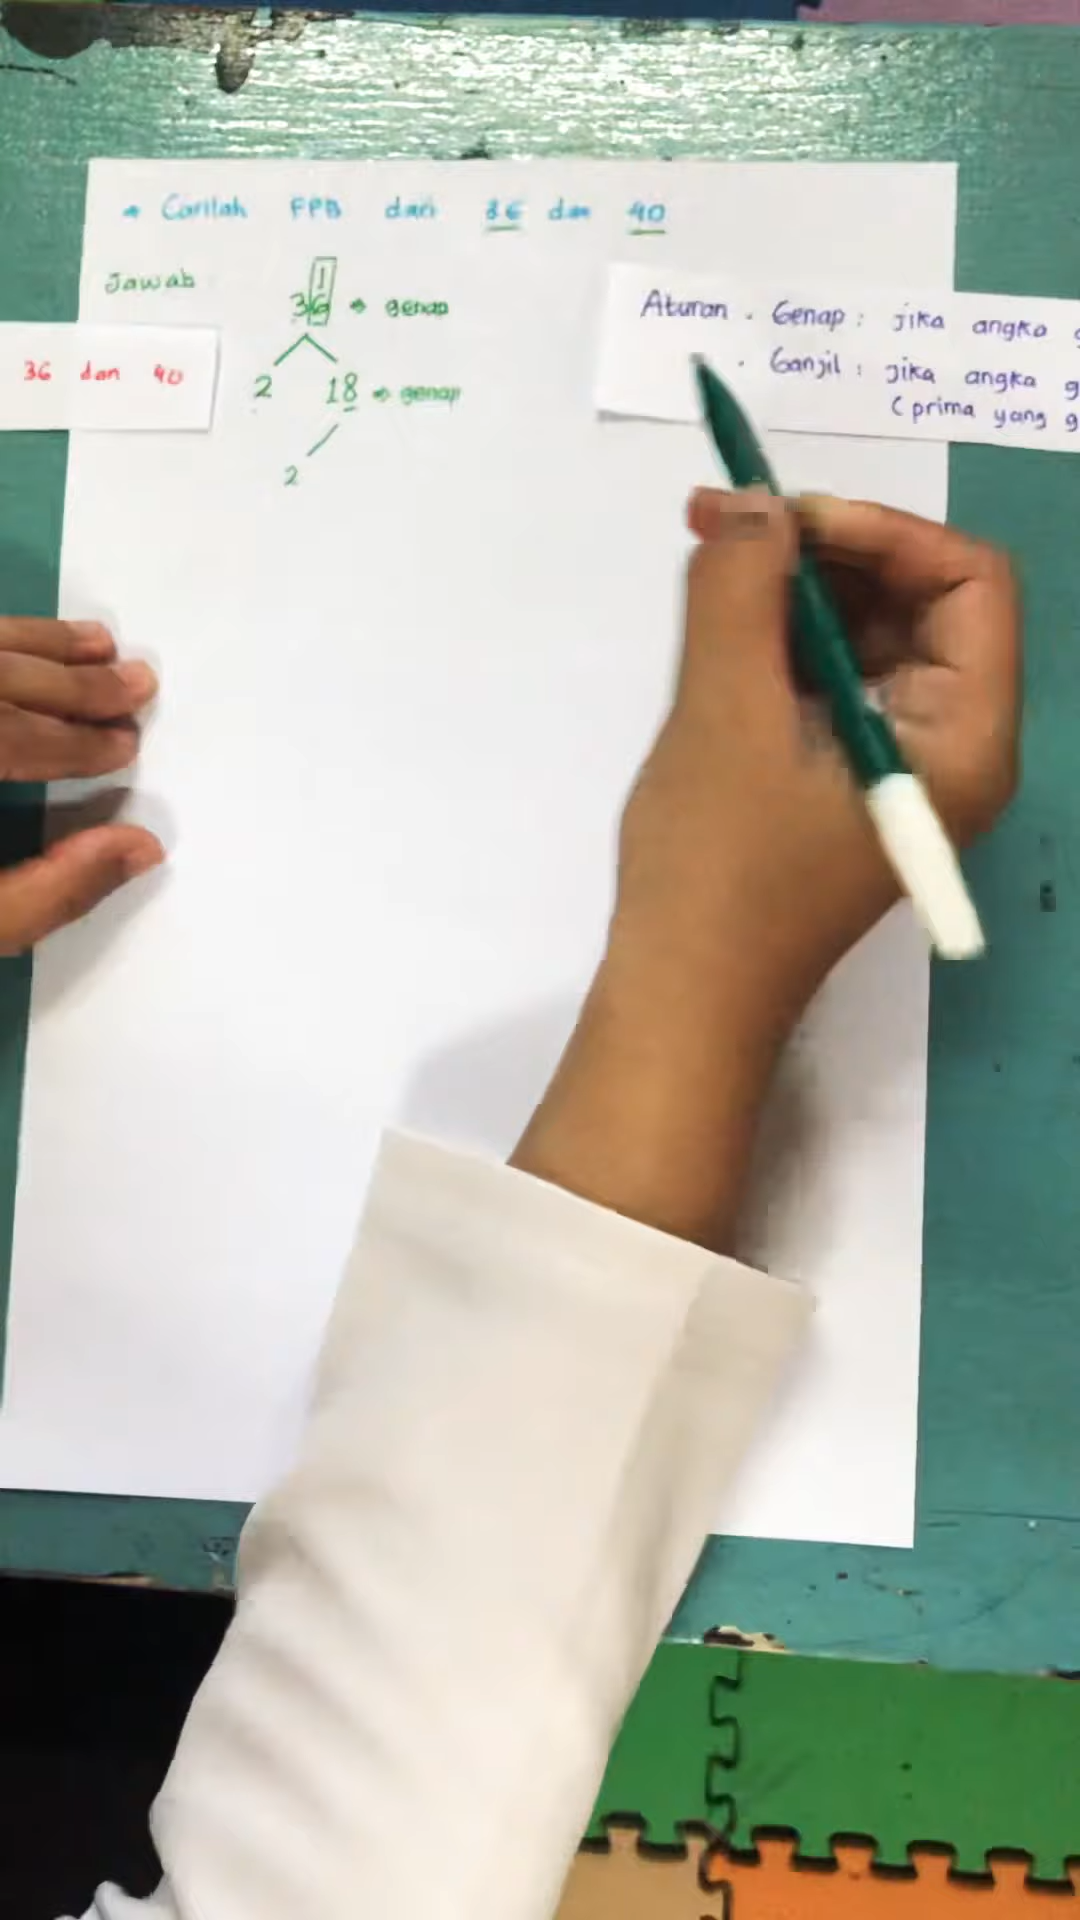 → Carilah FPB dari 36 dan 40
Jawab
1
36 → genap
2 18 → genap
2
36 dan 40
Aturan . Genap : jika angka g
. Ganjil : jika angka g
(prima yang g